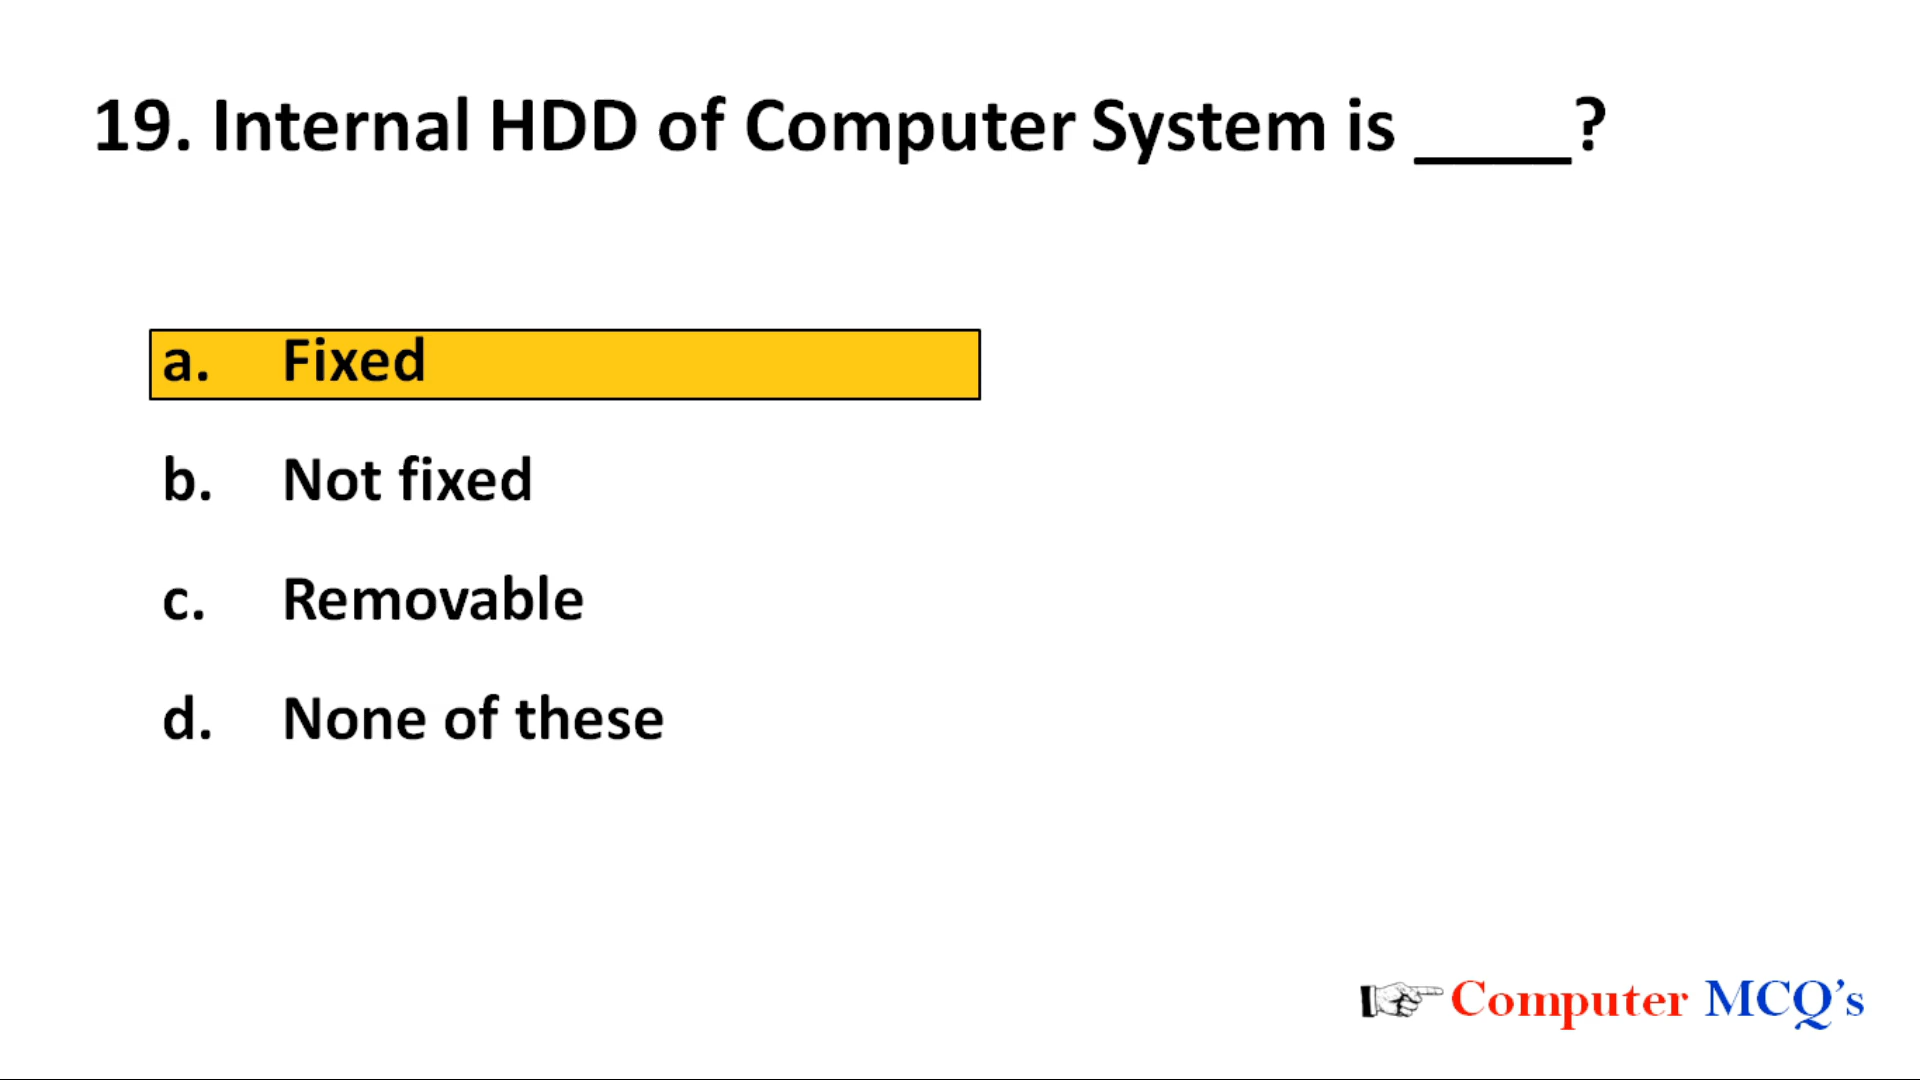 19. Internal HDD of Computer System is ____?
a. Fixed
b. Not fixed
c. Removable
d. None of these
Computer MCQ’s